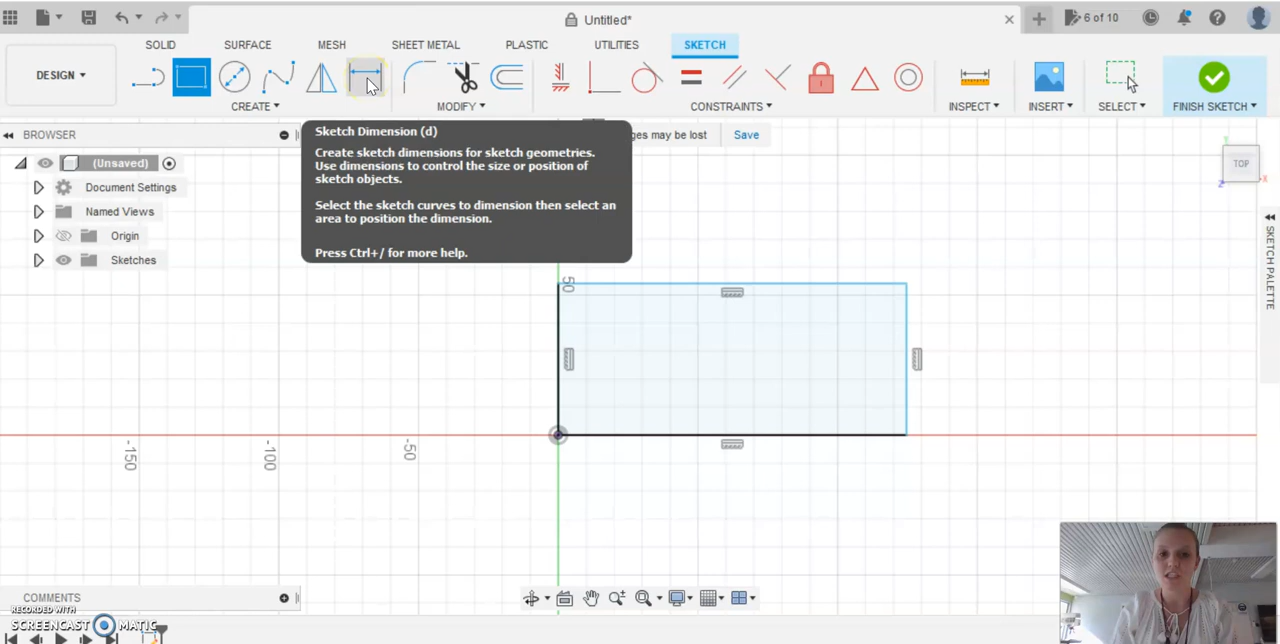 Untitled*
6 of 10
DESIGN
SOLID
SURFACE
MESH
SHEET METAL
PLASTIC
UTILITIES
SKETCH
CREATE
MODIFY
CONSTRAINTS
INSPECT
INSERT
SELECT
FINISH SKETCH
BROWSER
(Unsaved)
Document Settings
Named Views
Origin
Sketches
Sketch Dimension (d)
Create sketch dimensions for sketch geometries.
Use dimensions to control the size or position of
sketch objects.
Select the sketch curves to dimension then select an
area to position the dimension.
Press Ctrl+/ for more help.
may be lost
Save
TOP
X
Z
SKETCH PALETTE
50
-150
-100
-50
COMMENTS
RECORDED WITH
SCREENCAST MATIC